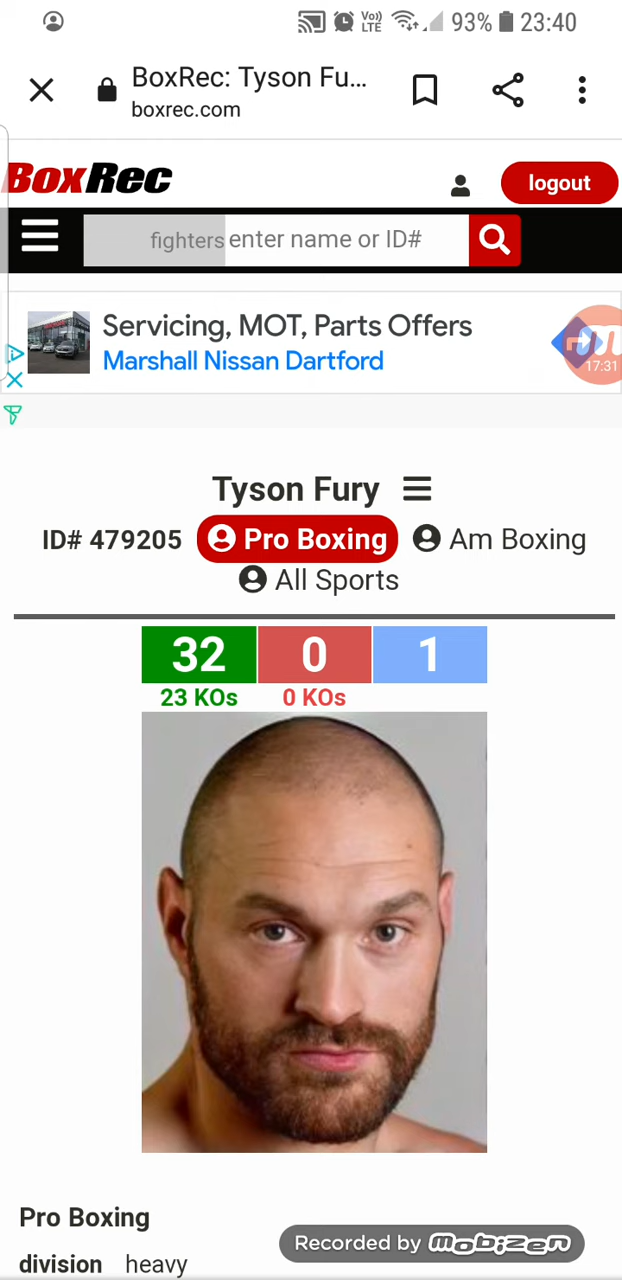 Vo)) LTE 93% 23:40
BoxRec: Tyson Fu...
boxrec.com
BoxRec logout
fighters enter name or ID#
Servicing, MOT, Parts Offers
Marshall Nissan Dartford
17:31
Tyson Fury
ID# 479205 Pro Boxing Am Boxing
All Sports
32 0 1
23 KOs 0 KOs
Pro Boxing
Recorded by mobizen
division heavy